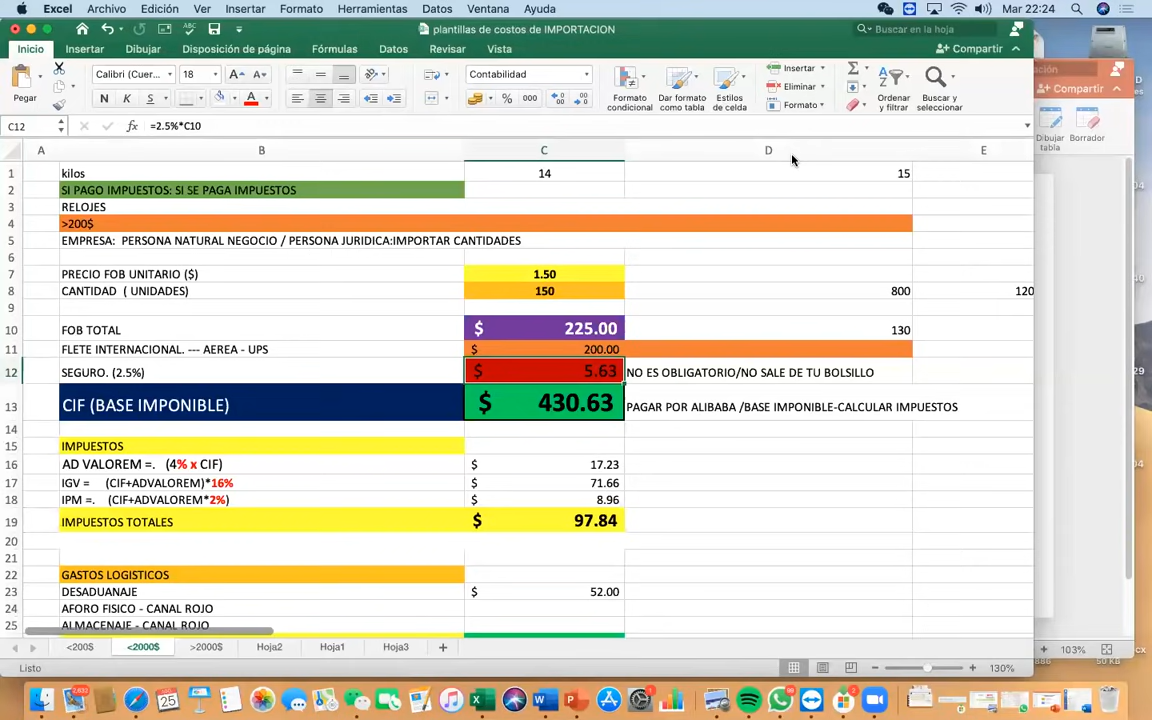 Excel Archivo Edición Ver Insertar Formato Herramientas Datos Ventana Ayuda Mar 22:24
plantillas de costos de IMPORTACION
Buscar en la hoja
Inicio Insertar Dibujar Disposición de página Fórmulas Datos Revisar Vista Compartir
Compartir
Pegar
Calibri (Cuer... 18
N K S
Contabilidad
% 000
Formato condicional
Dar formato como tabla
Estilos de celda
Insertar
Eliminar
Formato
Ordenar y filtrar
Buscar y seleccionar
Dibujar tabla
Borrador
C12 fx =2.5%*C10
A B C D E
1 kilos 14 15
2 SI PAGO IMPUESTOS: SI SE PAGA IMPUESTOS
3 RELOJES
4 >200$
5 EMPRESA: PERSONA NATURAL NEGOCIO / PERSONA JURIDICA:IMPORTAR CANTIDADES
6
7 PRECIO FOB UNITARIO ($) 1.50
8 CANTIDAD ( UNIDADES) 150 800 120
9
10 FOB TOTAL $ 225.00 130
11 FLETE INTERNACIONAL. --- AEREA - UPS $ 200.00
12 SEGURO. (2.5%) $ 5.63 NO ES OBLIGATORIO/NO SALE DE TU BOLSILLO
13 CIF (BASE IMPONIBLE) $ 430.63 PAGAR POR ALIBABA /BASE IMPONIBLE-CALCULAR IMPUESTOS
14
15 IMPUESTOS
16 AD VALOREM =. (4% x CIF) $ 17.23
17 IGV = (CIF+ADVALOREM)*16% $ 71.66
18 IPM =. (CIF+ADVALOREM*2%) $ 8.96
19 IMPUESTOS TOTALES $ 97.84
20
21
22 GASTOS LOGISTICOS
23 DESADUANAJE $ 52.00
24 AFORO FISICO - CANAL ROJO
25 ALMACENAJE - CANAL ROJO
<200$ <2000$ >2000$ Hoja2 Hoja1 Hoja3 +
Listo 130%
103%
50 KB